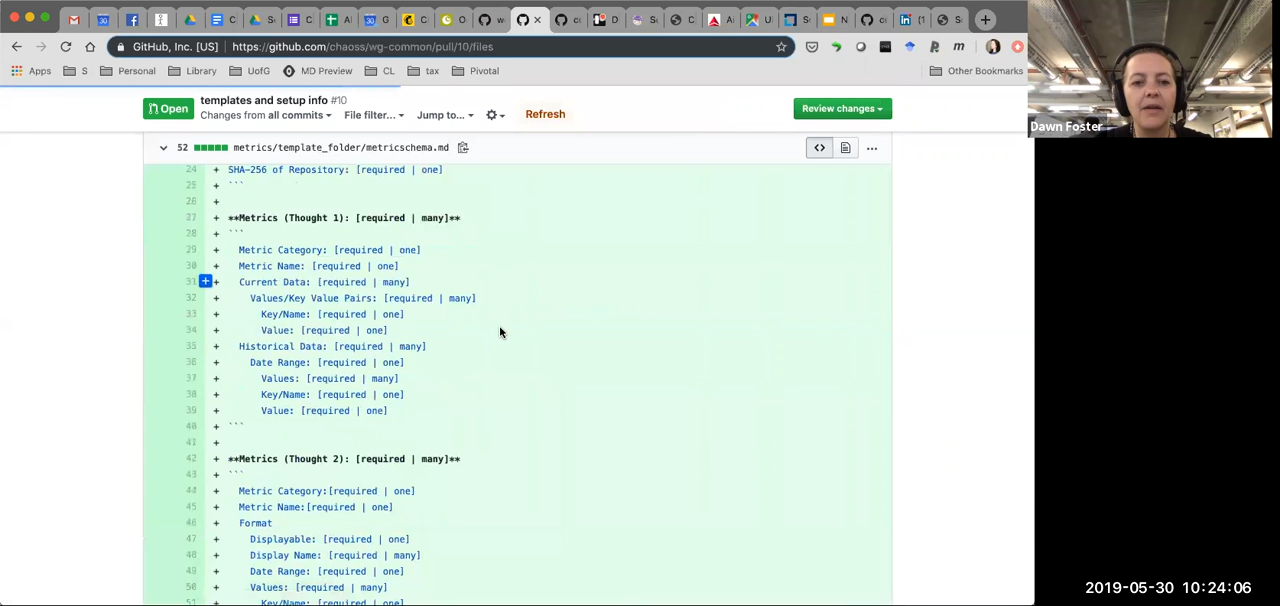 GitHub, Inc. [US] | https://github.com/chaoss/wg-common/pull/10/files
Apps S Personal Library UofG MD Preview CL tax Pivotal Other Bookmarks
Open templates and setup info #10
Changes from all commits File filter... Jump to... Refresh Review changes
52 metrics/template_folder/metricschema.md
24 + SHA-256 of Repository: [required | one]
25 + ```
26 +
27 + **Metrics (Thought 1): [required | many]**
28 + ```
29 + Metric Category: [required | one]
30 + Metric Name: [required | one]
31 + Current Data: [required | many]
32 + Values/Key Value Pairs: [required | many]
33 + Key/Name: [required | one]
34 + Value: [required | one]
35 + Historical Data: [required | many]
36 + Date Range: [required | one]
37 + Values: [required | many]
38 + Key/Name: [required | one]
39 + Value: [required | one]
40 + ```
41 +
42 + **Metrics (Thought 2): [required | many]**
43 + ```
44 + Metric Category:[required | one]
45 + Metric Name:[required | one]
46 + Format
47 + Displayable: [required | one]
48 + Display Name: [required | many]
49 + Date Range: [required | one]
50 + Values: [required | many]
51 + Key/Name: [required | one]
Dawn Foster
2019-05-30 10:24:06